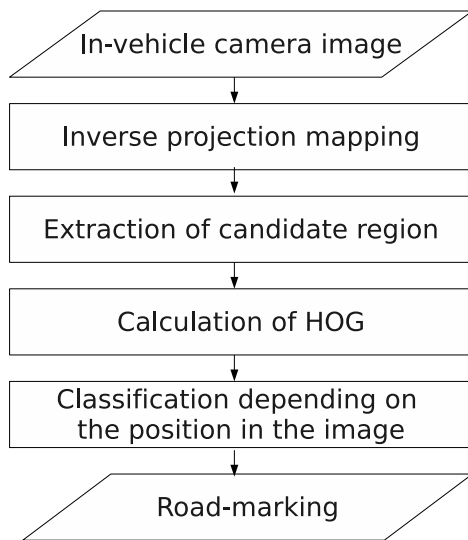 In-vehicle camera image
Inverse projection mapping
Extraction of candidate region
Calculation of HOG
Classification depending on
the position in the image
Road-marking